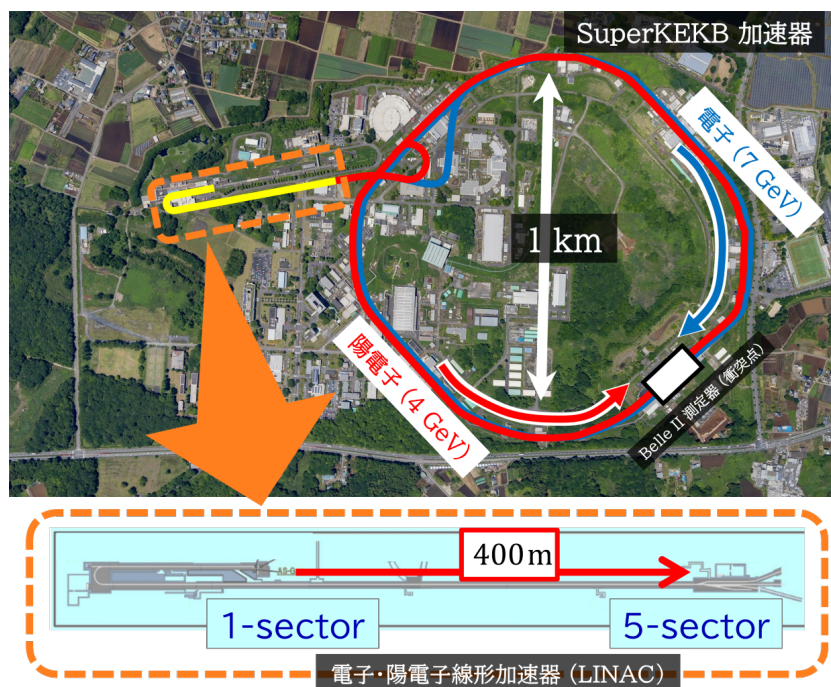 SuperKEKB 加速器
電子 (7 GeV)
1 km
陽電子 (4 GeV)
Belle II 測定器 (衝突点)
400 m
AS-G
1-sector
5-sector
電子・陽電子線形加速器 (LINAC)